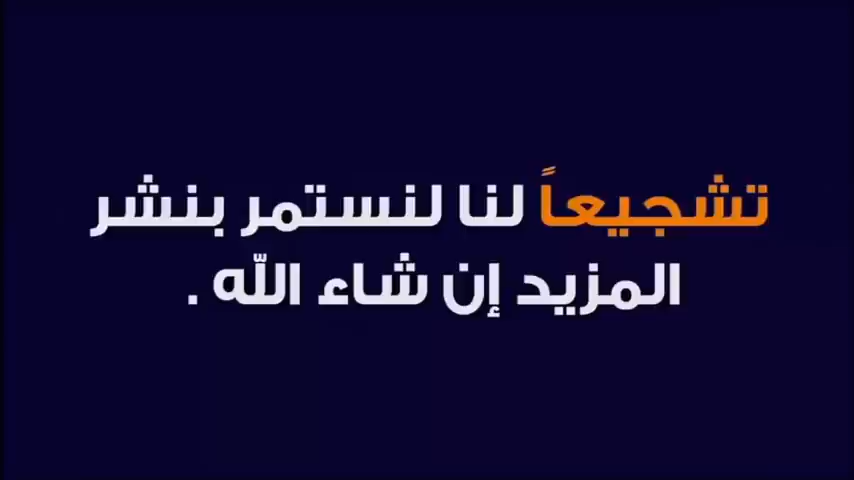 تشجيعاً لنا لنستمر بنشر
المزيد إن شاء الله .